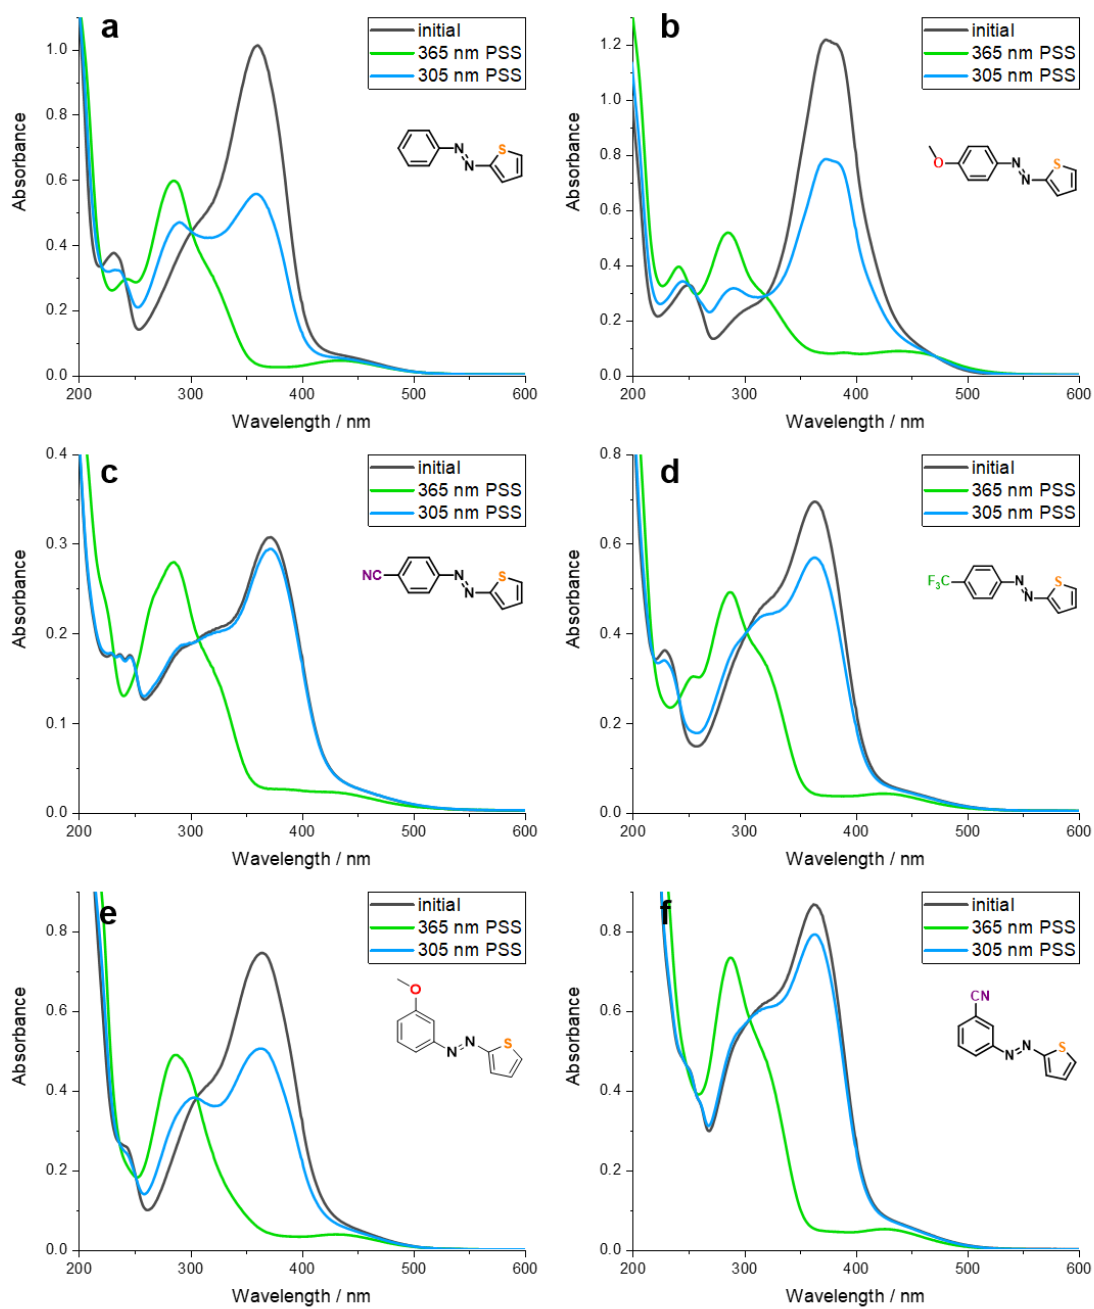 a
initial
365 nm PSS
305 nm PSS
1.0
0.8
0.6
0.4
0.2
0.0
Absorbance
N
N
S
200 300 400 500 600
Wavelength / nm
b
initial
365 nm PSS
305 nm PSS
1.2
1.0
0.8
0.6
0.4
0.2
0.0
Absorbance
O
N
N
S
200 300 400 500 600
Wavelength / nm
c
initial
365 nm PSS
305 nm PSS
0.4
0.3
0.2
0.1
0.0
Absorbance
NC
N
N
S
200 300 400 500 600
Wavelength / nm
d
initial
365 nm PSS
305 nm PSS
0.8
0.6
0.4
0.2
0.0
Absorbance
F3C
N
N
S
200 300 400 500 600
Wavelength / nm
e
initial
365 nm PSS
305 nm PSS
0.8
0.6
0.4
0.2
0.0
Absorbance
O
N
N
S
200 300 400 500 600
Wavelength / nm
f
initial
365 nm PSS
305 nm PSS
0.8
0.6
0.4
0.2
0.0
Absorbance
CN
N
N
S
200 300 400 500 600
Wavelength / nm